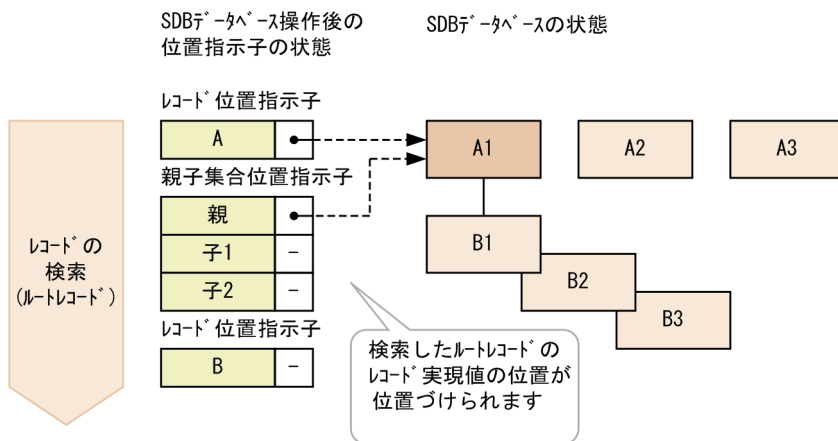 SDBﾃﾞｰﾀﾍﾞｰｽ操作後の
位置指示子の状態
SDBﾃﾞｰﾀﾍﾞｰｽの状態
ﾚｺｰﾄﾞの
検索
(ﾙｰﾄﾚｺｰﾄﾞ)
ﾚｺｰﾄﾞ位置指示子
A
親子集合位置指示子
親
子1
-
子2
-
ﾚｺｰﾄﾞ位置指示子
B
-
A1
A2
A3
B1
B2
B3
検索したﾙｰﾄﾚｺｰﾄﾞの
ﾚｺｰﾄﾞ実現値の位置が
位置づけられます